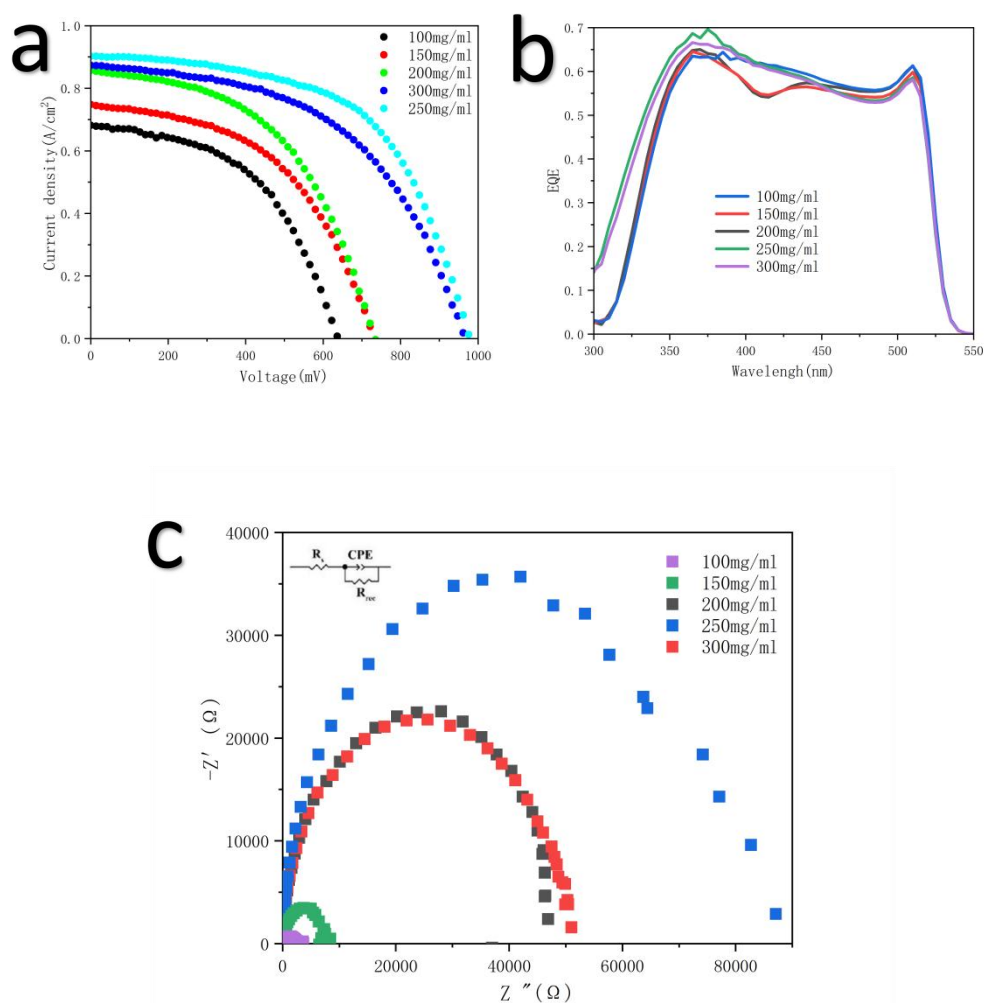 a
1.0
0.8
0.6
0.4
0.2
0.0
0
200
400
600
800
1000
Current density(A/cm²)
Voltage(mV)
100mg/ml
150mg/ml
200mg/ml
300mg/ml
250mg/ml
b
0.7
0.6
0.5
0.4
0.3
0.2
0.1
0.0
300
350
400
450
500
550
EQE
Wavelengh(nm)
100mg/ml
150mg/ml
200mg/ml
250mg/ml
300mg/ml
c
40000
30000
20000
10000
0
0
20000
40000
60000
80000
-Z′ (Ω)
Z ″(Ω)
CPE
Rrec
100mg/ml
150mg/ml
200mg/ml
250mg/ml
300mg/ml